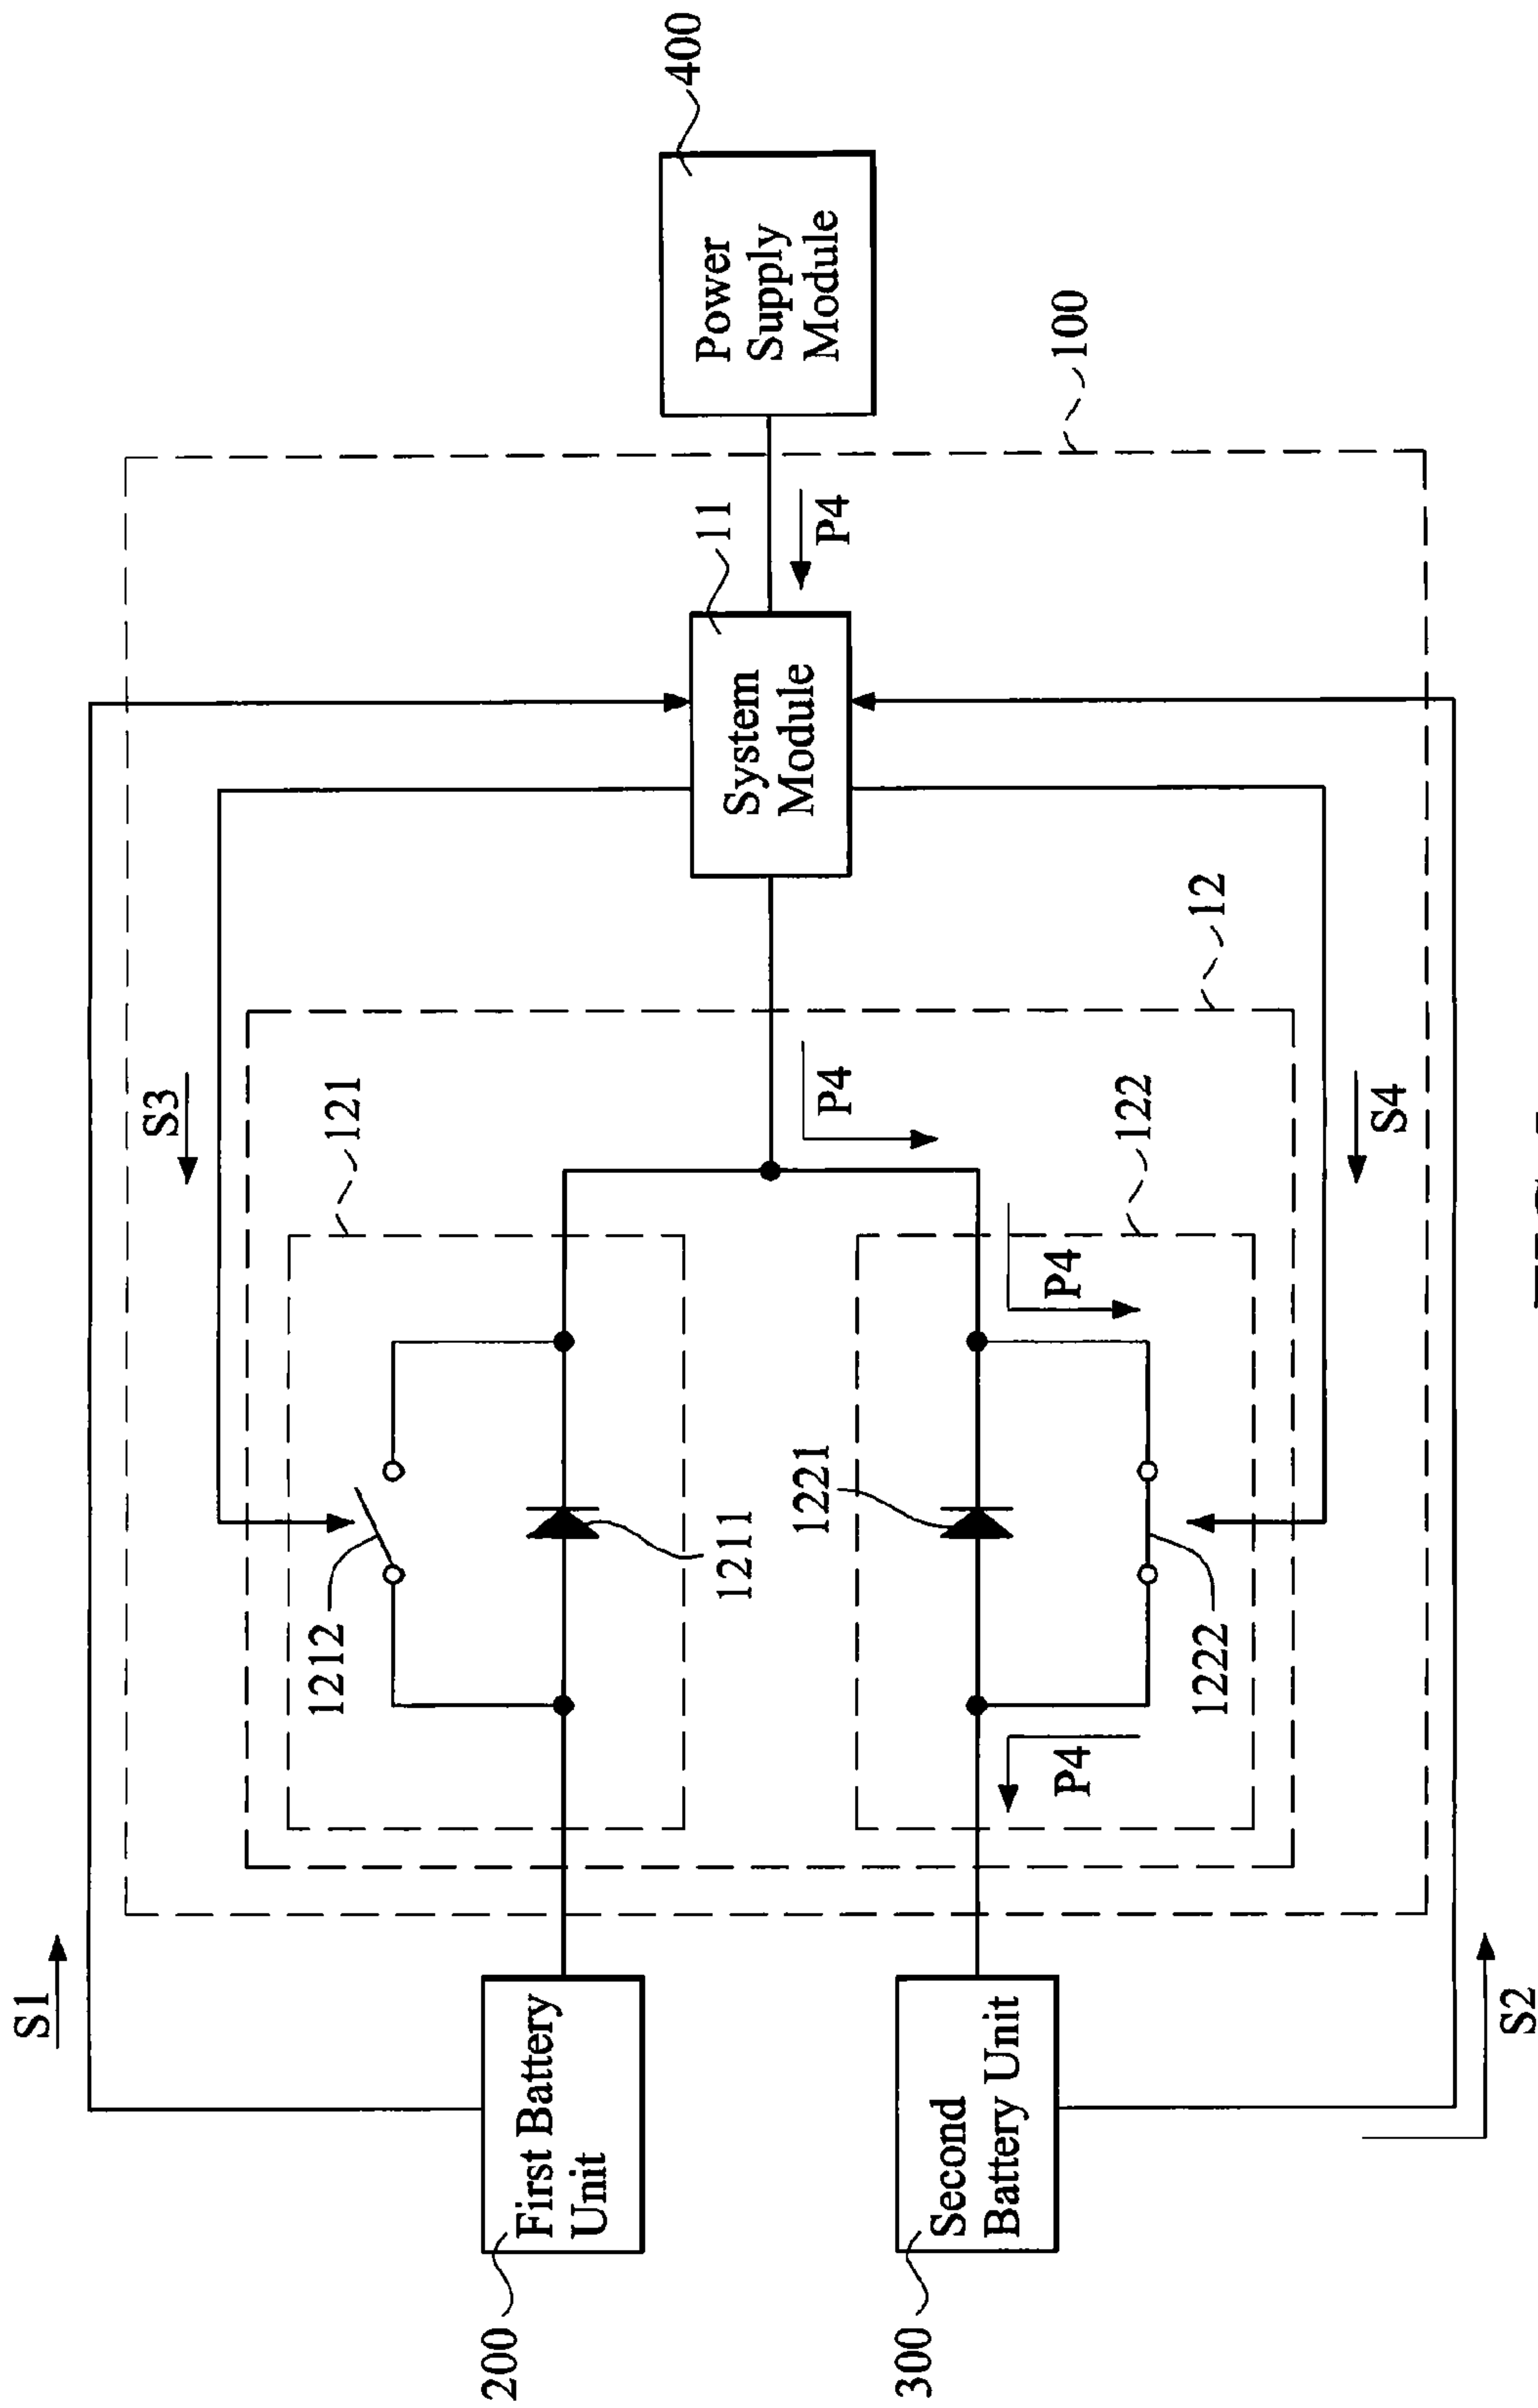 S1
S3
121
1212
1211
200
First Battery
Unit
11
System
Module
P4
400
Power
Supply
Module
P4
1221
P4
122
12
100
300
Second
Battery Unit
P4
1222
S4
S2